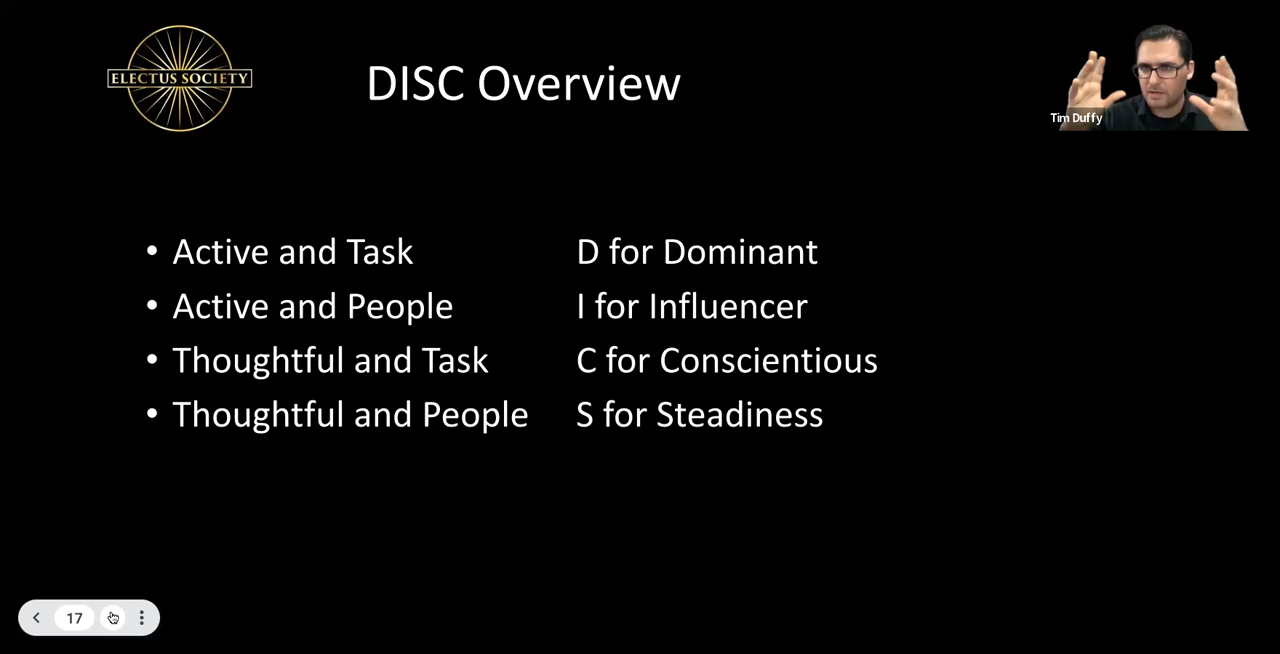 ELECTUS SOCIETY
DISC Overview
Tim Duffy
• Active and Task D for Dominant
• Active and People I for Influencer
• Thoughtful and Task C for Conscientious
• Thoughtful and People S for Steadiness
17